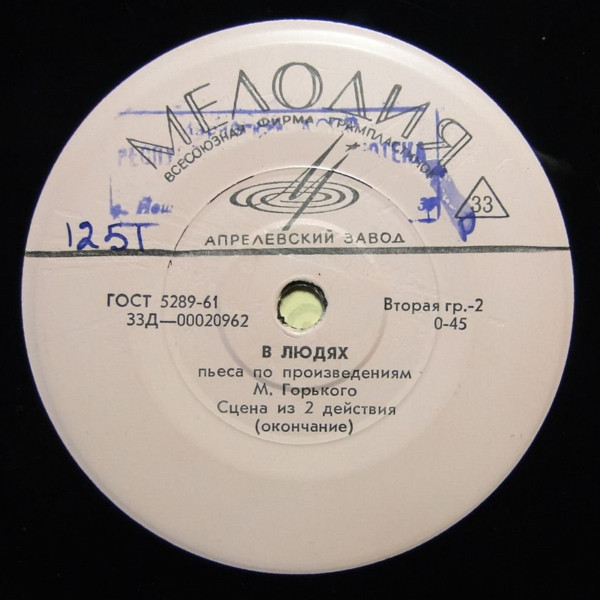 МЕЛОДИЯ
ВСЕСОЮЗНАЯ ФИРМА ГРАМПЛАСТИНОК
33
125Т
АПРЕЛЕВСКИЙ ЗАВОД
ГОСТ 5289-61
33Д—00020962
Вторая гр.-2
0-45
В ЛЮДЯХ
пьеса по произведениям
М. Горького
Сцена из 2 действия
(окончание)